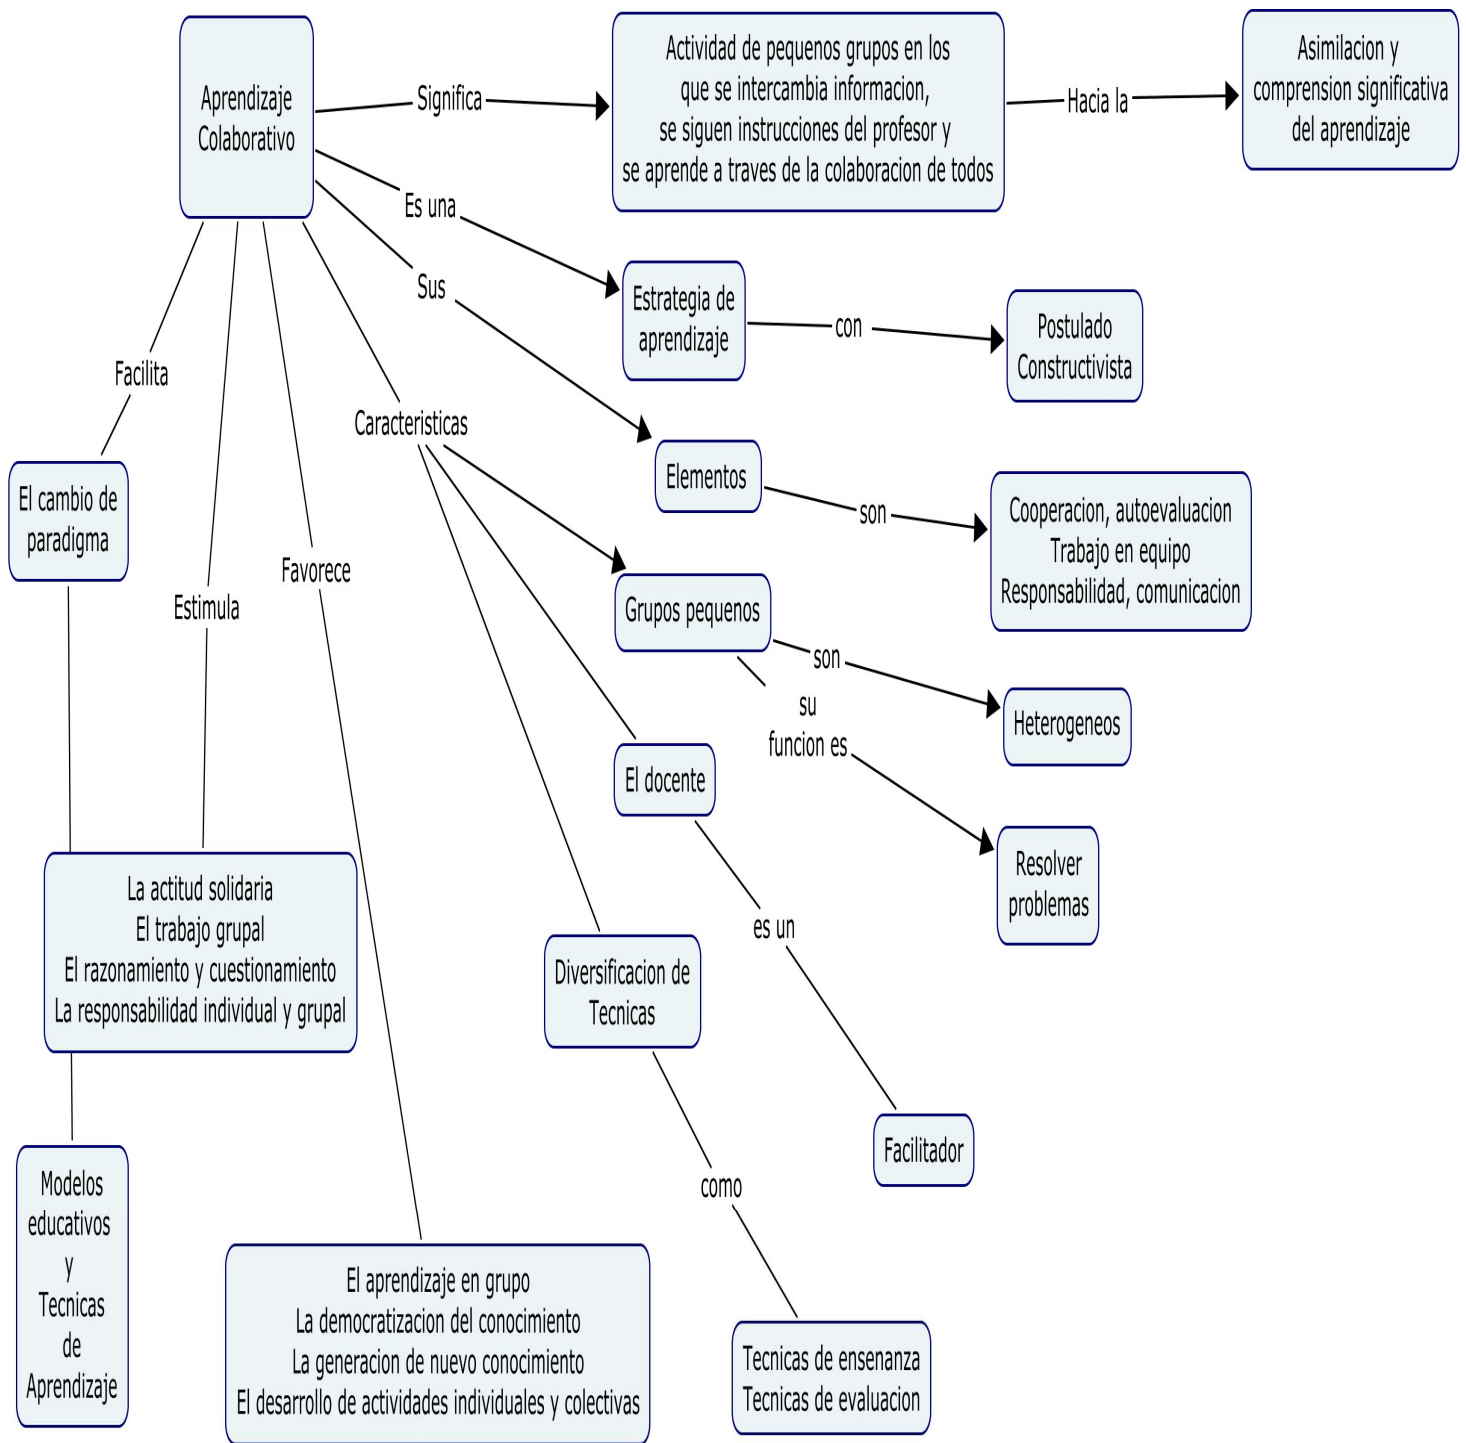 Aprendizaje
Colaborativo
Significa
Actividad de pequenos grupos en los
que se intercambia informacion,
se siguen instrucciones del profesor y
se aprende a traves de la colaboracion de todos
Hacia la
Asimilacion y
comprension significativa
del aprendizaje
Es una
Estrategia de
aprendizaje
con
Postulado
Constructivista
Sus
Elementos
son
Cooperacion, autoevaluacion
Trabajo en equipo
Responsabilidad, comunicacion
Facilita
El cambio de
paradigma
Caracteristicas
Favorece
Estimula
Grupos pequenos
son
Heterogeneos
su
funcion es
Resolver
problemas
El docente
es un
Facilitador
La actitud solidaria
El trabajo grupal
El razonamiento y cuestionamiento
La responsabilidad individual y grupal
Diversificacion de
Tecnicas
como
Tecnicas de ensenanza
Tecnicas de evaluacion
Modelos
educativos
y
Tecnicas
de
Aprendizaje
El aprendizaje en grupo
La democratizacion del conocimiento
La generacion de nuevo conocimiento
El desarrollo de actividades individuales y colectivas